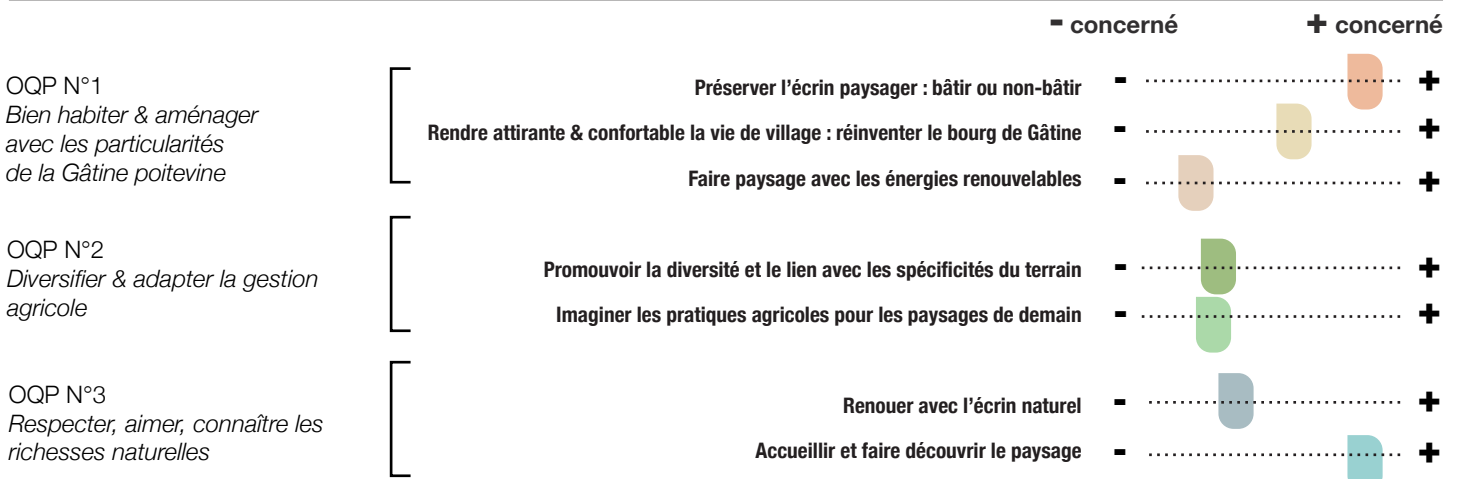 - concerné + concerné
OQP N°1
Bien habiter & aménager
avec les particularités
de la Gâtine poitevine
Préserver l'écrin paysager : bâtir ou non-bâtir - +
Rendre attirante & confortable la vie de village : réinventer le bourg de Gâtine - +
Faire paysage avec les énergies renouvelables - +
OQP N°2
Diversifier & adapter la gestion
agricole
Promouvoir la diversité et le lien avec les spécificités du terrain - +
Imaginer les pratiques agricoles pour les paysages de demain - +
OQP N°3
Respecter, aimer, connaître les
richesses naturelles
Renouer avec l'écrin naturel - +
Accueillir et faire découvrir le paysage - +